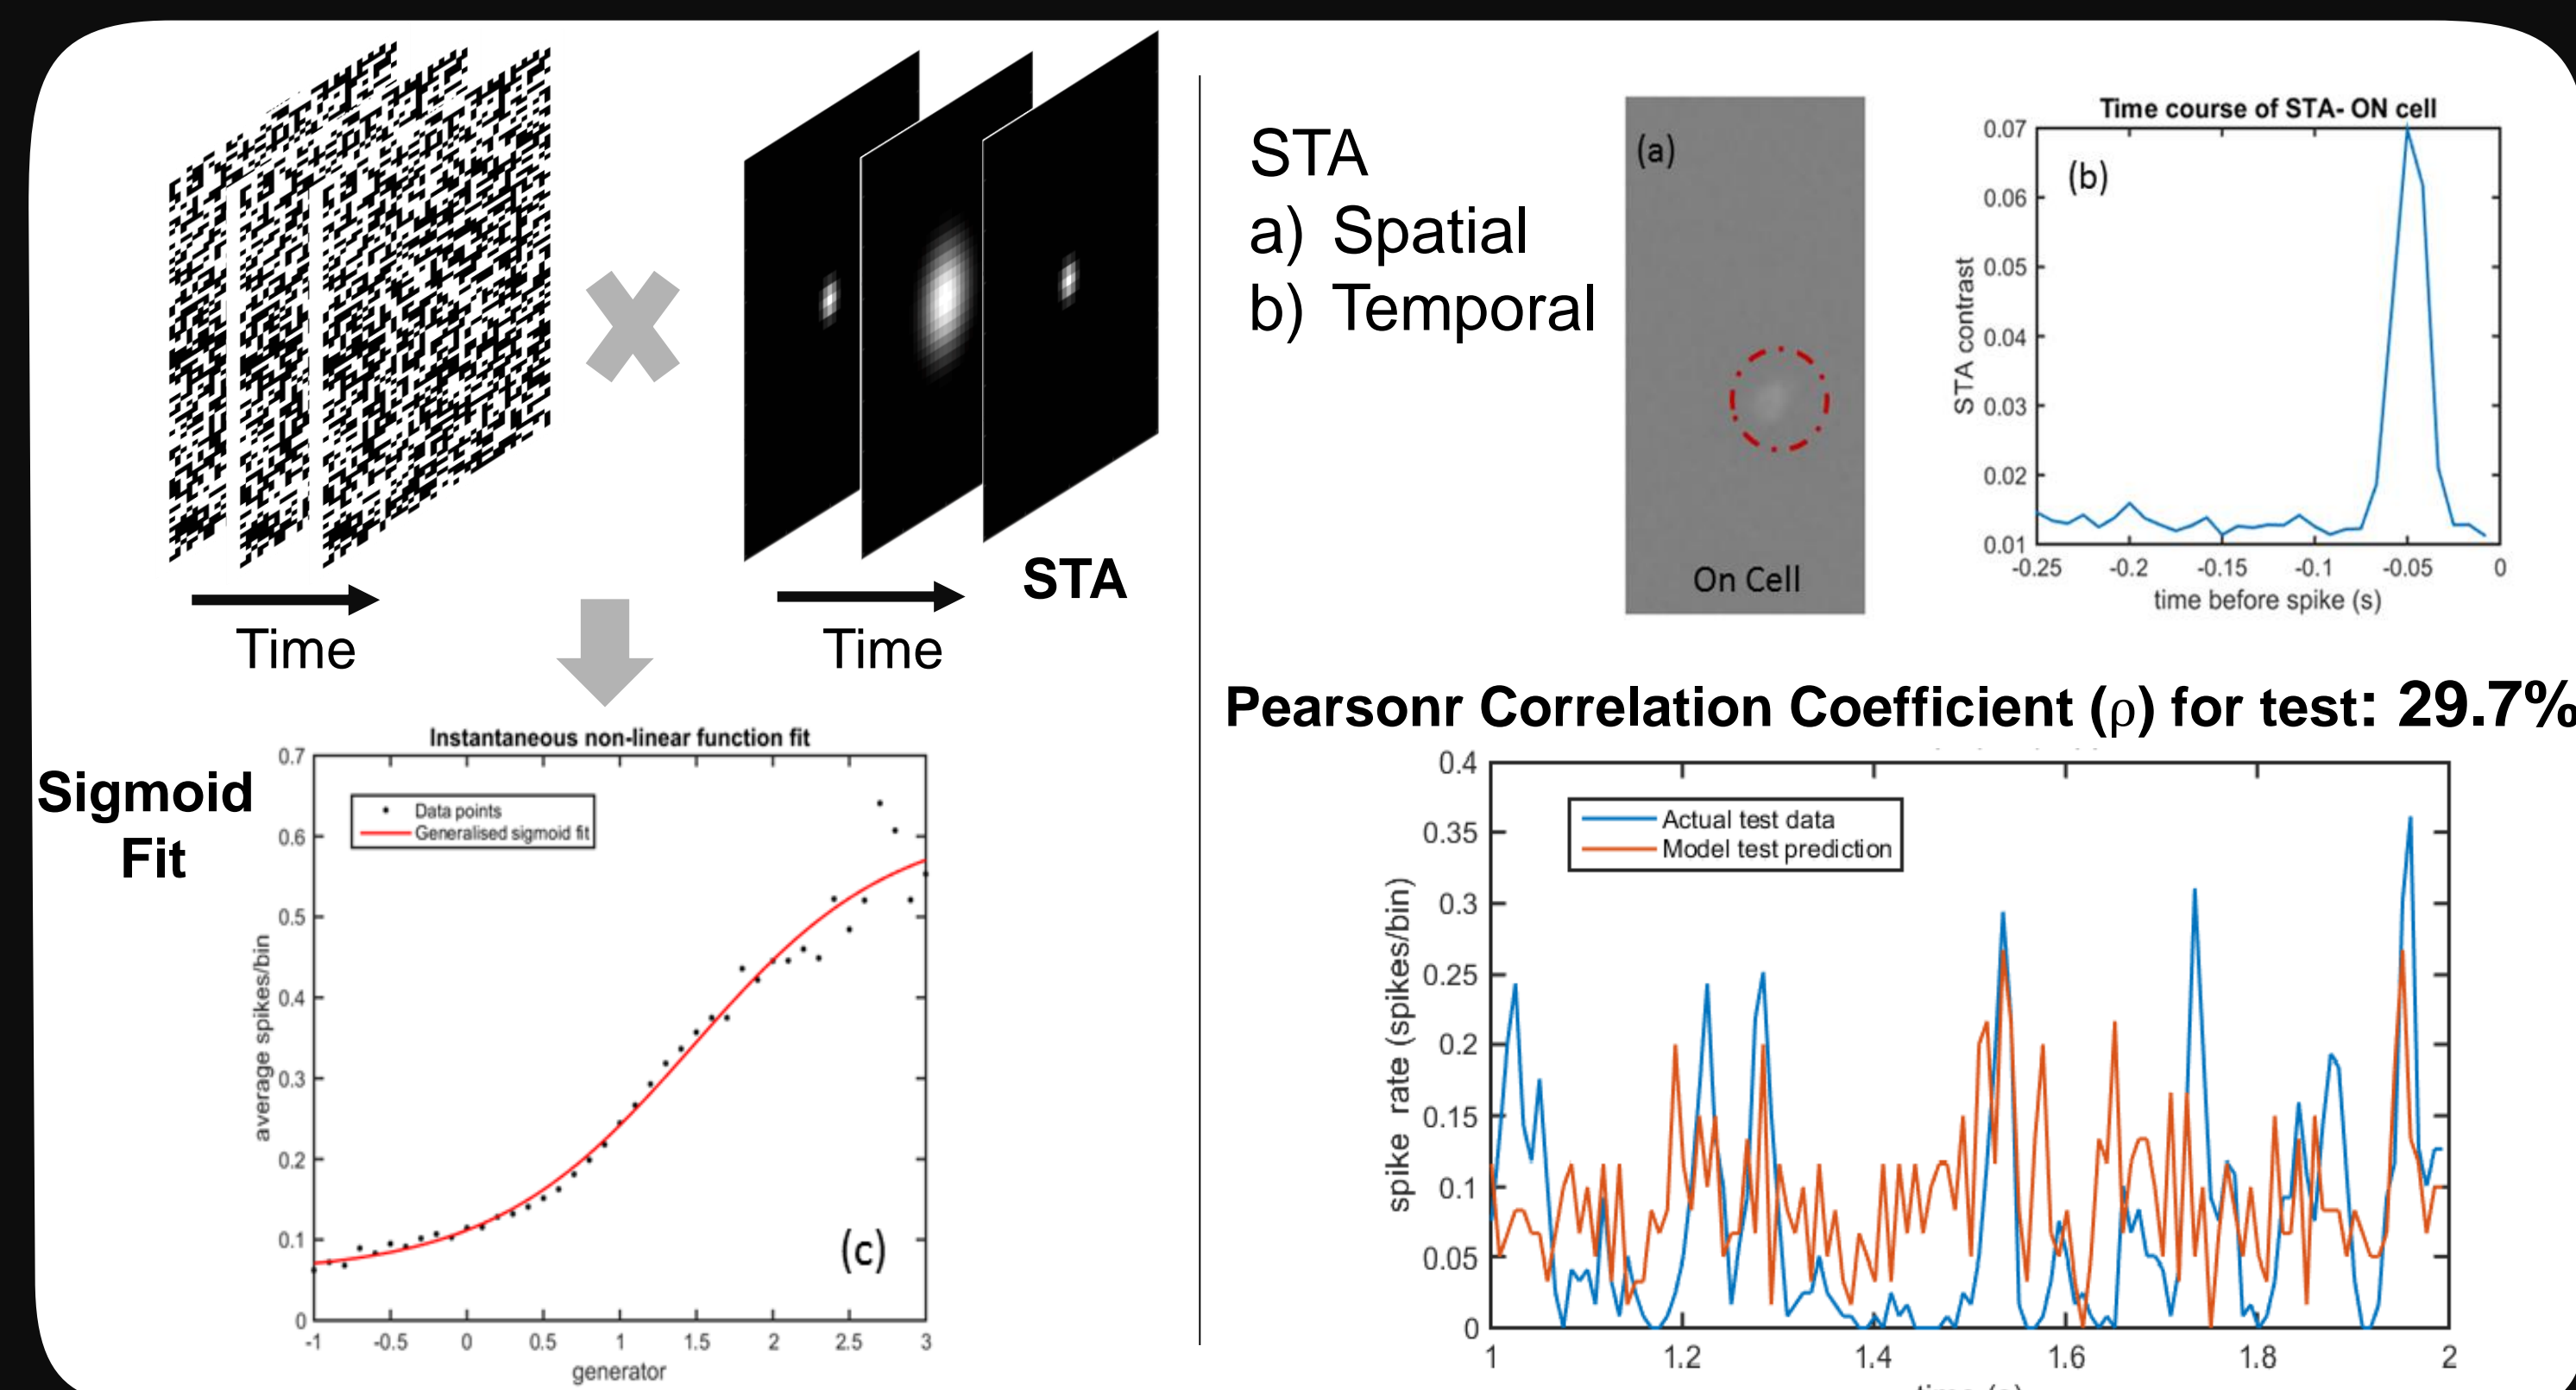 Time
Time
STA
Sigmoid
Fit
Instantaneous non-linear function fit
Data points
Generalised sigmoid fit
0.7
0.6
0.5
0.4
0.3
0.2
0.1
0
average spikes/bin
-1 -0.5 0 0.5 1 1.5 2 2.5 3
generator
(c)
STA
a) Spatial
b) Temporal
(a)
On Cell
Time course of STA- ON cell
(b)
0.07
0.06
0.05
0.04
0.03
0.02
0.01
STA contrast
-0.25 -0.2 -0.15 -0.1 -0.05 0
time before spike (s)
Pearsonr Correlation Coefficient (ρ) for test: 29.7%
Actual test data
Model test prediction
0.4
0.35
0.3
0.25
0.2
0.15
0.1
0.05
0
spike rate (spikes/bin)
1 1.2 1.4 1.6 1.8 2